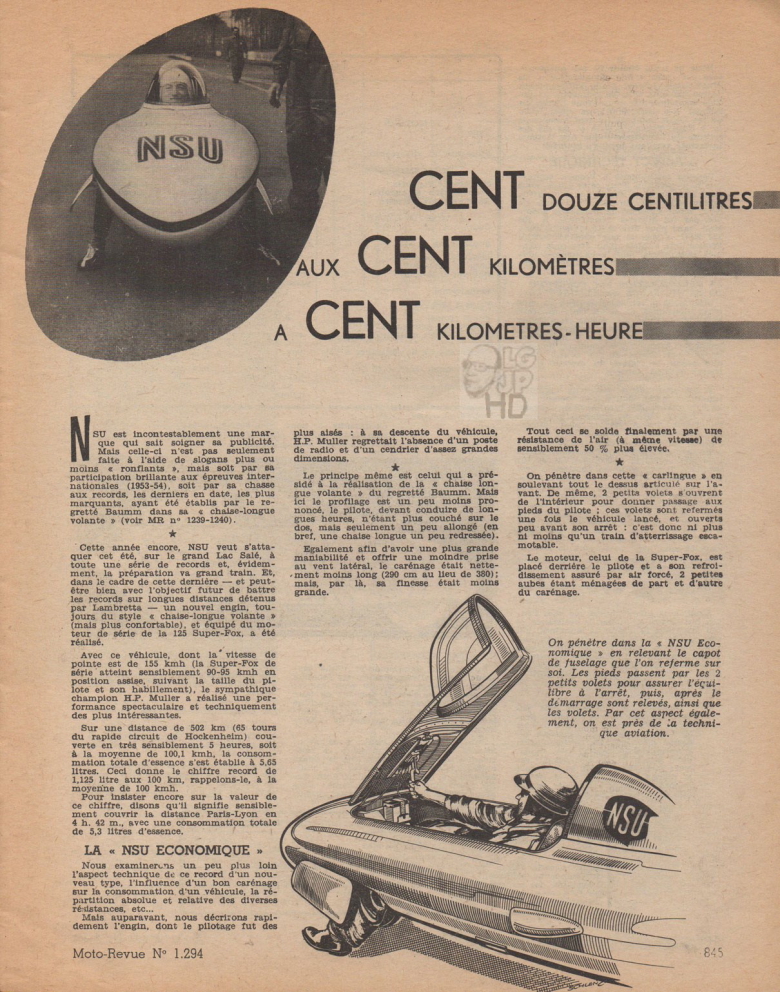 NSU
CENT DOUZE CENTILITRES
AUX CENT KILOMÈTRES
A CENT KILOMETRES-HEURE
LG
JP
HD
NSU est incontestablement une mar-
que qui sait soigner sa publicité.
Mais celle-ci n'est pas seulement
faite à l'aide de slogans plus ou
moins « ronflants », mais soit par sa
participation brillante aux épreuves inter-
nationales (1953-54), soit par sa chasse
aux records, les derniers en date, les plus
marquants, ayant été établis par le re-
gretté Baumm dans sa « chaise-longue
volante » (voir MR n° 1239-1240).
★
Cette année encore, NSU veut s'atta-
quer cet été, sur le grand Lac Salé, à
toute une série de records et, évidem-
ment, la préparation va grand train. Et,
dans le cadre de cette dernière — et peut-
être bien avec l'objectif futur de battre
les records sur longues distances détenus
par Lambretta — un nouvel engin, tou-
jours du style « chaise-longue volante »
(mais plus confortable), et équipé du mo-
teur de série de la 125 Super-Fox, a été
réalisé.
Avec ce véhicule, dont la vitesse de
pointe est de 155 kmh (la Super-Fox de
série atteint sensiblement 90-95 kmh en
position assise, suivant la taille du pi-
lote et son habillement), le sympathique
champion H.P. Muller a réalisé une per-
formance spectaculaire et techniquement
des plus intéressantes.
Sur une distance de 502 km (65 tours
du rapide circuit de Hockenheim) cou-
verte en très sensiblement 5 heures, soit
à la moyenne de 100,1 kmh, la consom-
mation totale d'essence s'est établie à 5,65
litres. Ceci donne le chiffre record de
1,125 litre aux 100 km, rappelons-le, à la
moyenne de 100 kmh.
Pour insister encore sur la valeur de
ce chiffre, disons qu'il signifie sensible-
ment couvrir la distance Paris-Lyon en
4 h. 42 m., avec une consommation totale
de 5,3 litres d'essence.
LA « NSU ECONOMIQUE »
Nous examinerons un peu plus loin
l'aspect technique de ce record d'un nou-
veau type, l'influence d'un bon carénage
sur la consommation d'un véhicule, la ré-
partition absolue et relative des diverses
résistances, etc...
Mais auparavant, nous décrirons rapi-
dement l'engin, dont le pilotage fut des
plus aisés : à sa descente du véhicule,
H.P. Muller regrettait l'absence d'un poste
de radio et d'un cendrier d'assez grandes
dimensions.
★
Le principe même est celui qui a pré-
sidé à la réalisation de la « chaise lon-
gue volante » du regretté Baumm. Mais
ici le profilage est un peu moins pro-
noncé, le pilote, devant conduire de lon-
gues heures, n'étant plus couché sur le
dos, mais seulement un peu allongé (en
bref, une chaise longue un peu redressée).
Egalement afin d'avoir une plus grande
maniabilité et offrir une moindre prise
au vent latéral, le carénage était nette-
ment moins long (290 cm au lieu de 380);
mais, par là, sa finesse était moins
grande.
Tout ceci se solde finalement par une
résistance de l'air (à même vitesse) de
sensiblement 50 % plus élevée.
★
On pénètre dans cette « carlingue » en
soulevant tout le dessus articulé sur l'a-
vant. De même, 2 petits volets s'ouvrent
de l'intérieur pour donner passage aux
pieds du pilote ; ces volets sont refermés
une fois le véhicule lancé, et ouverts
peu avant son arrêt : c'est donc ni plus
ni moins qu'un train d'atterrissage esca-
motable.
Le moteur, celui de la Super-Fox, est
placé derrière le pilote et a son refroi-
dissement assuré par air forcé, 2 petites
aubes étant ménagées de part et d'autre
du carénage.
On pénètre dans la « NSU Eco-
nomique » en relevant le capot
de fuselage que l'on referme sur
soi. Les pieds passent par les 2
petits volets pour assurer l'équi-
libre à l'arrêt, puis, après le
démarrage sont relevés, ainsi que
les volets. Par cet aspect égale-
ment, on est près de la techni-
que aviation.
NSU
Moto-Revue N° 1.294
845